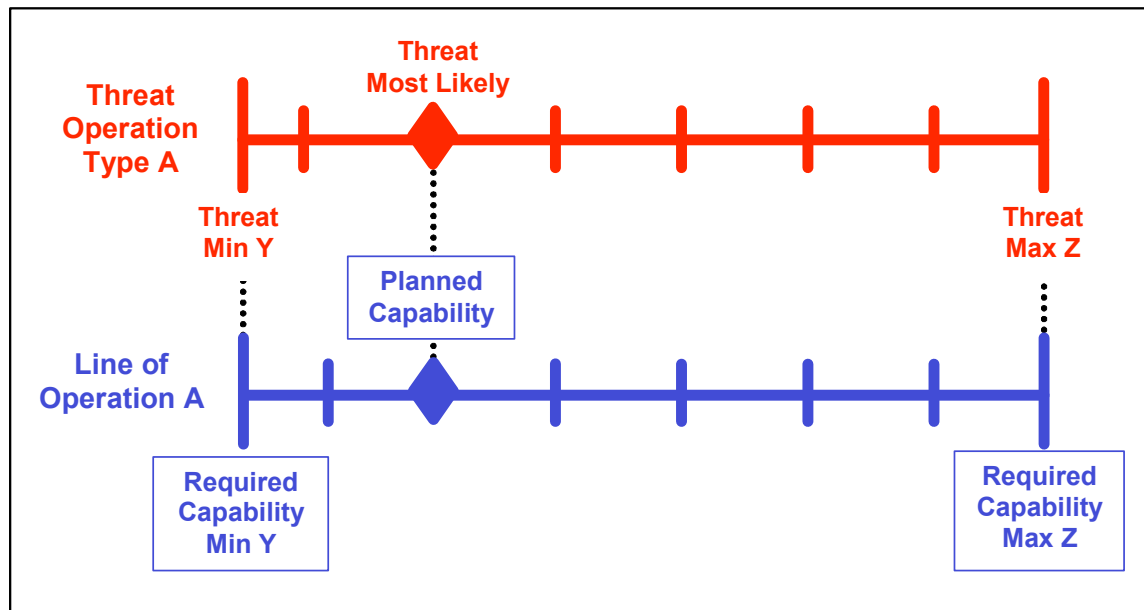 Threat
Most Likely
Threat
Operation
Type A
Threat
Min Y
Threat
Max Z
Planned
Capability
Line of
Operation A
Required
Capability
Min Y
Required
Capability
Max Z